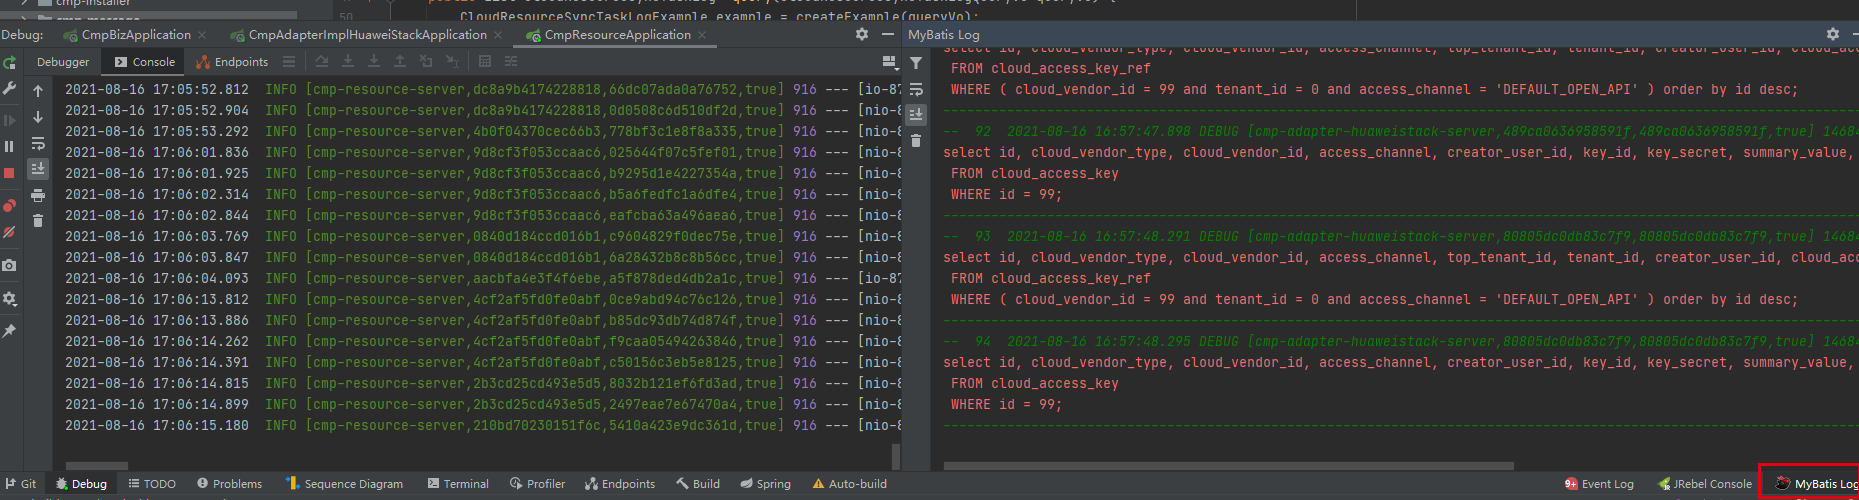 cmp-installer
cmp-message
50
CloudResourceSyncTaskLogExample example = createExample(queryVo);
Debug:
CmpBizApplication
CmpAdapterImplHuaweiStackApplication
CmpResourceApplication
MyBatis Log
Debugger
Console
Endpoints
2021-08-16 17:05:52.812 INFO [cmp-resource-server,dc8a9b4174228818,66dc07ada0a76752,true] 916 --- [io-8
2021-08-16 17:05:52.904 INFO [cmp-resource-server,dc8a9b4174228818,0d0508c6d510df2d,true] 916 --- [nio-8
2021-08-16 17:05:53.292 INFO [cmp-resource-server,4b0f04370cec66b3,778bf3c1e8f8a335,true] 916 --- [nio-8
2021-08-16 17:06:01.836 INFO [cmp-resource-server,9d8cf3f053ccaac6,025644f07c5fef01,true] 916 --- [nio-8
2021-08-16 17:06:01.925 INFO [cmp-resource-server,9d8cf3f053ccaac6,b9295d1e4227354a,true] 916 --- [nio-8
2021-08-16 17:06:02.314 INFO [cmp-resource-server,9d8cf3f053ccaac6,b5a6fedfc1a6dfe4,true] 916 --- [nio-8
2021-08-16 17:06:02.844 INFO [cmp-resource-server,9d8cf3f053ccaac6,eafcba63a496aea6,true] 916 --- [nio-8
2021-08-16 17:06:03.769 INFO [cmp-resource-server,0840d184ccd016b1,c9604829f0dec75e,true] 916 --- [nio-8
2021-08-16 17:06:03.847 INFO [cmp-resource-server,0840d184ccd016b1,6a28432b8c8b56cc,true] 916 --- [nio-8
2021-08-16 17:06:04.093 INFO [cmp-resource-server,aacbfa4e3f4f6ebe,a5f878ded4db2a1c,true] 916 --- [io-87
2021-08-16 17:06:13.812 INFO [cmp-resource-server,4cf2af5fd0fe0abf,0ce9abd94c76c126,true] 916 --- [nio-8
2021-08-16 17:06:13.886 INFO [cmp-resource-server,4cf2af5fd0fe0abf,b85dc93db74d874f,true] 916 --- [nio-8
2021-08-16 17:06:14.262 INFO [cmp-resource-server,4cf2af5fd0fe0abf,f9caa05494263846,true] 916 --- [nio-8
2021-08-16 17:06:14.391 INFO [cmp-resource-server,4cf2af5fd0fe0abf,c50156c3eb5e8125,true] 916 --- [nio-8
2021-08-16 17:06:14.815 INFO [cmp-resource-server,2b3cd25cd493e5d5,8032b121ef6fd3ad,true] 916 --- [nio-8
2021-08-16 17:06:14.899 INFO [cmp-resource-server,2b3cd25cd493e5d5,2497eae7e67470a4,true] 916 --- [nio-8
2021-08-16 17:06:15.180 INFO [cmp-resource-server,210bd70230151f6c,5410a423e9dc361d,true] 916 --- [nio-8
select id, cloud_vendor_type, cloud_vendor_id, access_channel, top_tenant_id, tenant_id, creator_user_id, cloud_acce
FROM cloud_access_key_ref
WHERE ( cloud_vendor_id = 99 and tenant_id = 0 and access_channel = 'DEFAULT_OPEN_API' ) order by id desc;
-- 92 2021-08-16 16:57:47.898 DEBUG [cmp-adapter-huaweistack-server,489ca0636958591f,489ca0636958591f,true] 14684
select id, cloud_vendor_type, cloud_vendor_id, access_channel, creator_user_id, key_id, key_secret, summary_value,
FROM cloud_access_key
WHERE id = 99;
-- 93 2021-08-16 16:57:48.291 DEBUG [cmp-adapter-huaweistack-server,80805dc0db83c7f9,80805dc0db83c7f9,true] 14684
select id, cloud_vendor_type, cloud_vendor_id, access_channel, top_tenant_id, tenant_id, creator_user_id, cloud_acce
FROM cloud_access_key_ref
WHERE ( cloud_vendor_id = 99 and tenant_id = 0 and access_channel = 'DEFAULT_OPEN_API' ) order by id desc;
-- 94 2021-08-16 16:57:48.295 DEBUG [cmp-adapter-huaweistack-server,80805dc0db83c7f9,80805dc0db83c7f9,true] 14684
select id, cloud_vendor_type, cloud_vendor_id, access_channel, creator_user_id, key_id, key_secret, summary_value,
FROM cloud_access_key
WHERE id = 99;
Git
Debug
TODO
Problems
Sequence Diagram
Terminal
Profiler
Endpoints
Build
Spring
Auto-build
9+ Event Log
JRebel Console
MyBatis Log